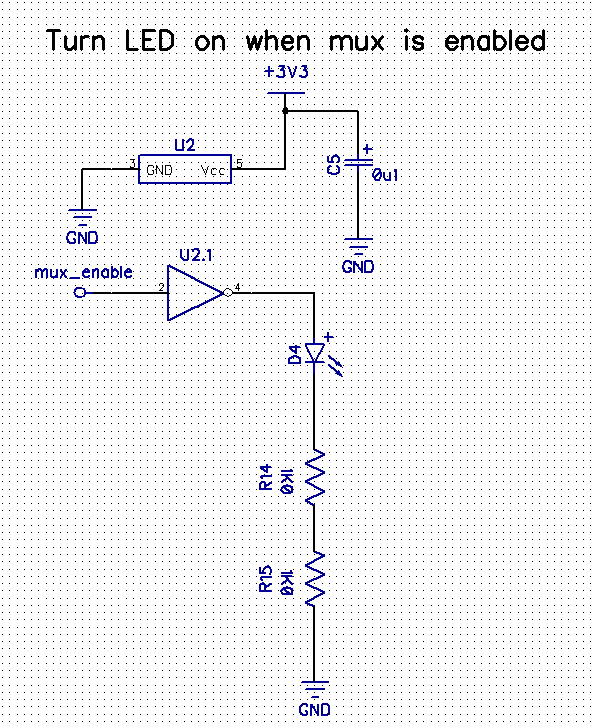 Turn LED on when mux is enabled
+3V3
U2
3 GND Vcc 5
C5
+
0u1
GND
GND
U2.1
mux_enable
2
4
+
D4
R14
1K0
R15
1K0
GND